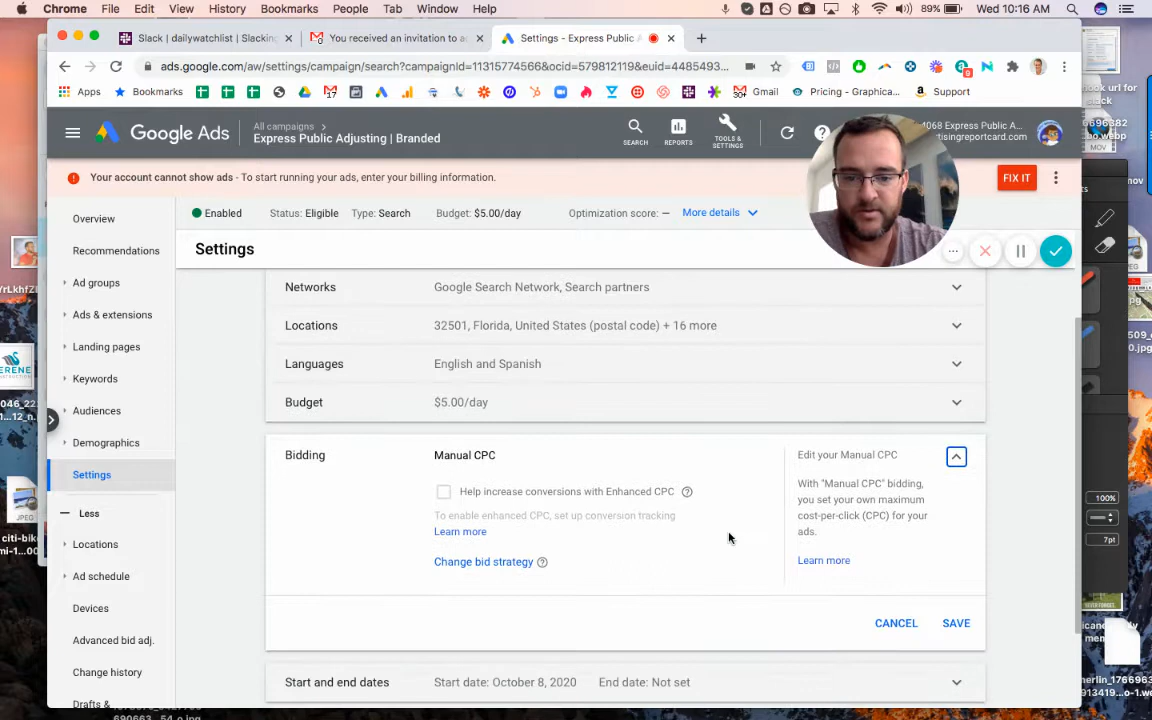 Chrome File Edit View History Bookmarks People Tab Window Help 89% Wed 10:16 AM
Slack | dailywatchlist | Slacking
You received an invitation to ac
Settings - Express Public A
ads.google.com/aw/settings/campaign/search?campaignId=11315774566&ocid=579812119&euid=4485493...
Apps Bookmarks 30+ Gmail Pricing - Graphica... Support
Google Ads
All campaigns
Express Public Adjusting | Branded
SEARCH
REPORTS
TOOLS &
SETTINGS
4068 Express Public A...
rtisingreportcard.com
Your account cannot show ads - To start running your ads, enter your billing information.
FIX IT
Enabled Status: Eligible Type: Search Budget: $5.00/day Optimization score: — More details
Settings
Overview
Recommendations
Ad groups
Ads & extensions
Landing pages
Keywords
Audiences
Demographics
Settings
Less
Locations
Ad schedule
Devices
Advanced bid adj.
Change history
Drafts &
Networks Google Search Network, Search partners
Locations 32501, Florida, United States (postal code) + 16 more
Languages English and Spanish
Budget $5.00/day
Bidding Manual CPC
Help increase conversions with Enhanced CPC
To enable enhanced CPC, set up conversion tracking
Learn more
Change bid strategy
Edit your Manual CPC
With "Manual CPC" bidding,
you set your own maximum
cost-per-click (CPC) for your
ads.
Learn more
CANCEL SAVE
Start and end dates Start date: October 8, 2020 End date: Not set
100%
7pt